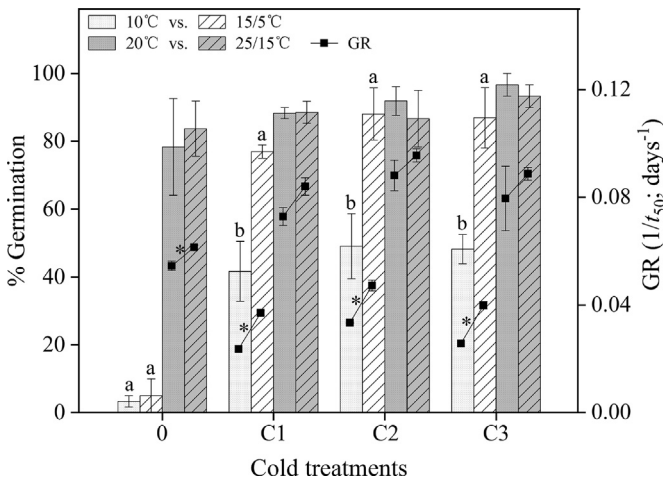 10℃ vs. 15/5℃
20℃ vs. 25/15℃ GR
100
80
60
40
20
0
% Germination
0.12
0.08
0.04
0.00
GR (1/t50; days-1)
a a
*
b a
*
b a
*
b a
*
0 C1 C2 C3
Cold treatments